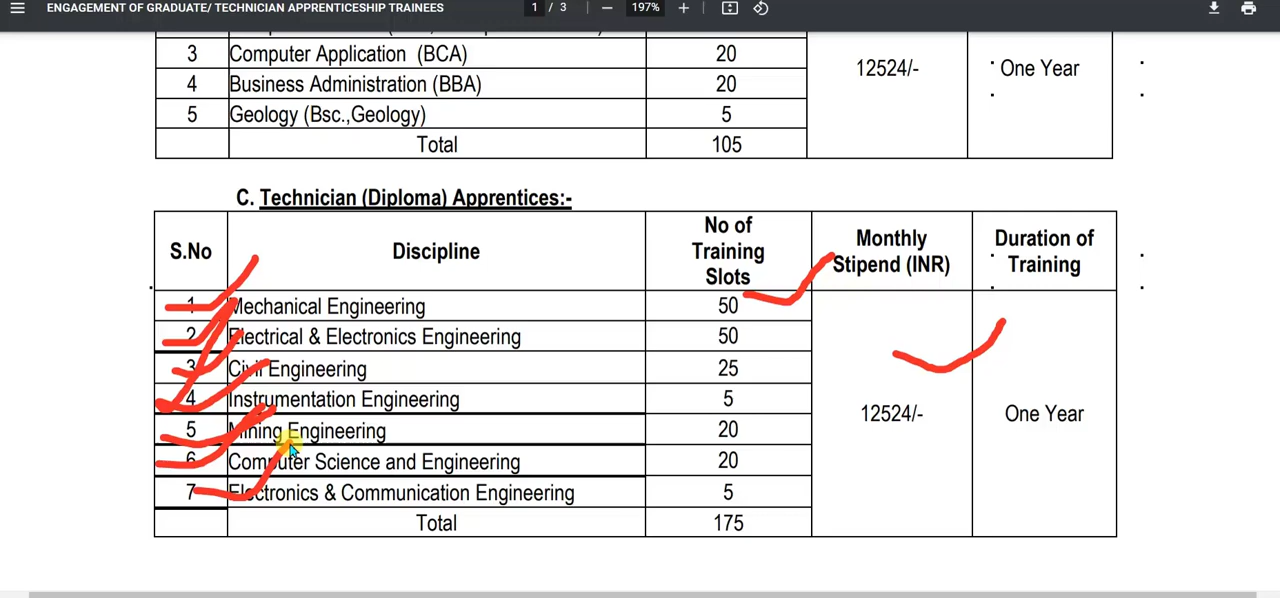 ENGAGEMENT OF GRADUATE/ TECHNICIAN APPRENTICESHIP TRAINEES 1 / 3 197%
3 Computer Application (BCA) 20 12524/- One Year
4 Business Administration (BBA) 20
5 Geology (Bsc.,Geology) 5
Total 105
C. Technician (Diploma) Apprentices:-
S.No Discipline No of Training Slots Monthly Stipend (INR) Duration of Training
1 Mechanical Engineering 50
2 Electrical & Electronics Engineering 50
3 Civil Engineering 25
4 Instrumentation Engineering 5 12524/- One Year
5 Mining Engineering 20
6 Computer Science and Engineering 20
7 Electronics & Communication Engineering 5
Total 175